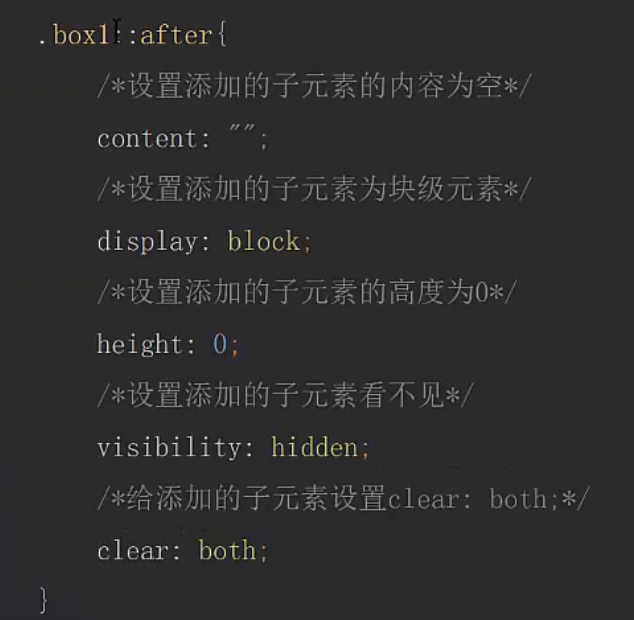 .box1::after{
/*设置添加的子元素的内容为空*/
content: "";
/*设置添加的子元素为块级元素*/
display: block;
/*设置添加的子元素的高度为0*/
height: 0;
/*设置添加的子元素看不见*/
visibility: hidden;
/*给添加的子元素设置clear: both;*/
clear: both;
}